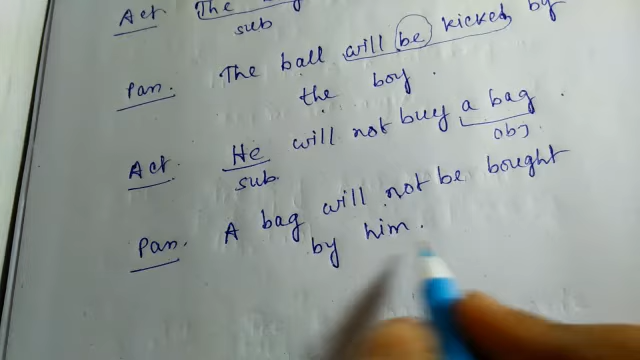 Act The
sub
Pan. The ball will be kicked by
the boy.
Act. He will not buy a bag.
sub obj.
Pan. A bag will not be bought
by him.